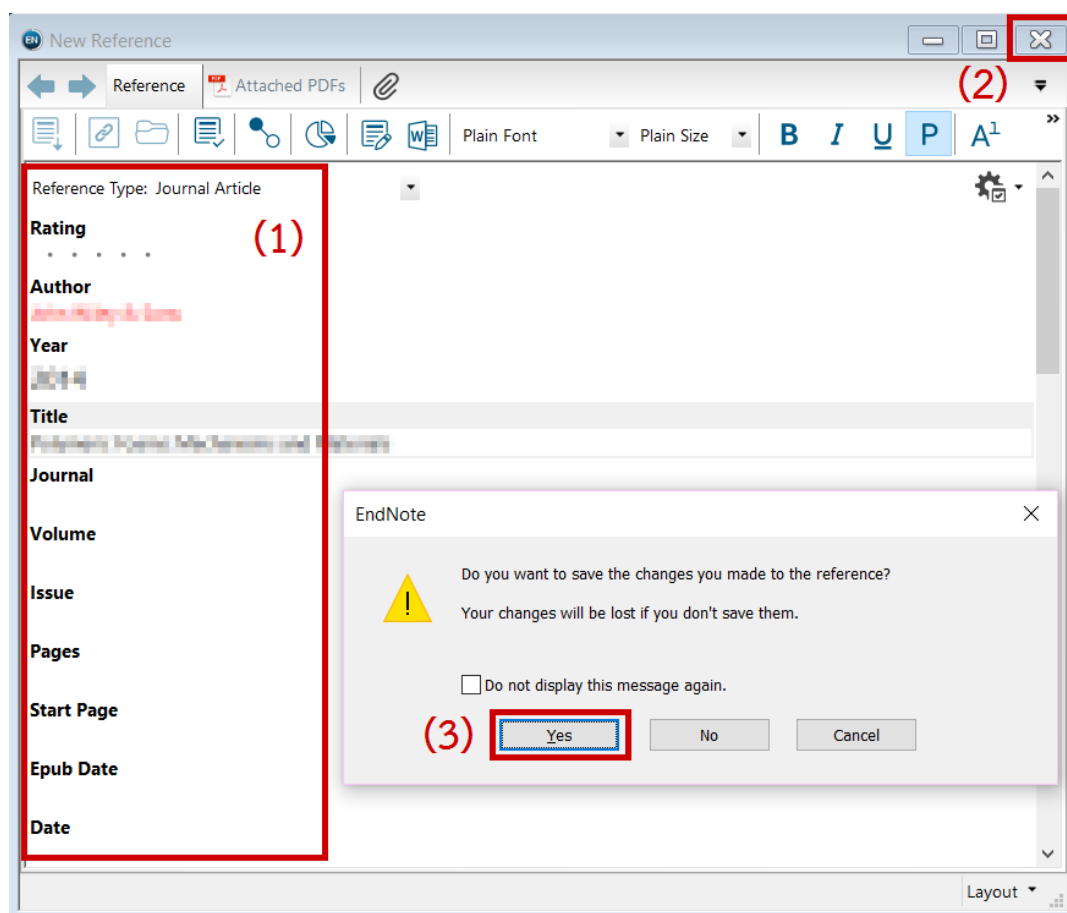 EN New Reference
(2)
Reference Attached PDFs
Plain Font Plain Size B I U P A1
Reference Type: Journal Article
(1)
Rating
Author
Year
Title
Journal
Volume
Issue
Pages
Start Page
Epub Date
Date
EndNote
Do you want to save the changes you made to the reference?
Your changes will be lost if you don't save them.
Do not display this message again.
(3) Yes No Cancel
Layout